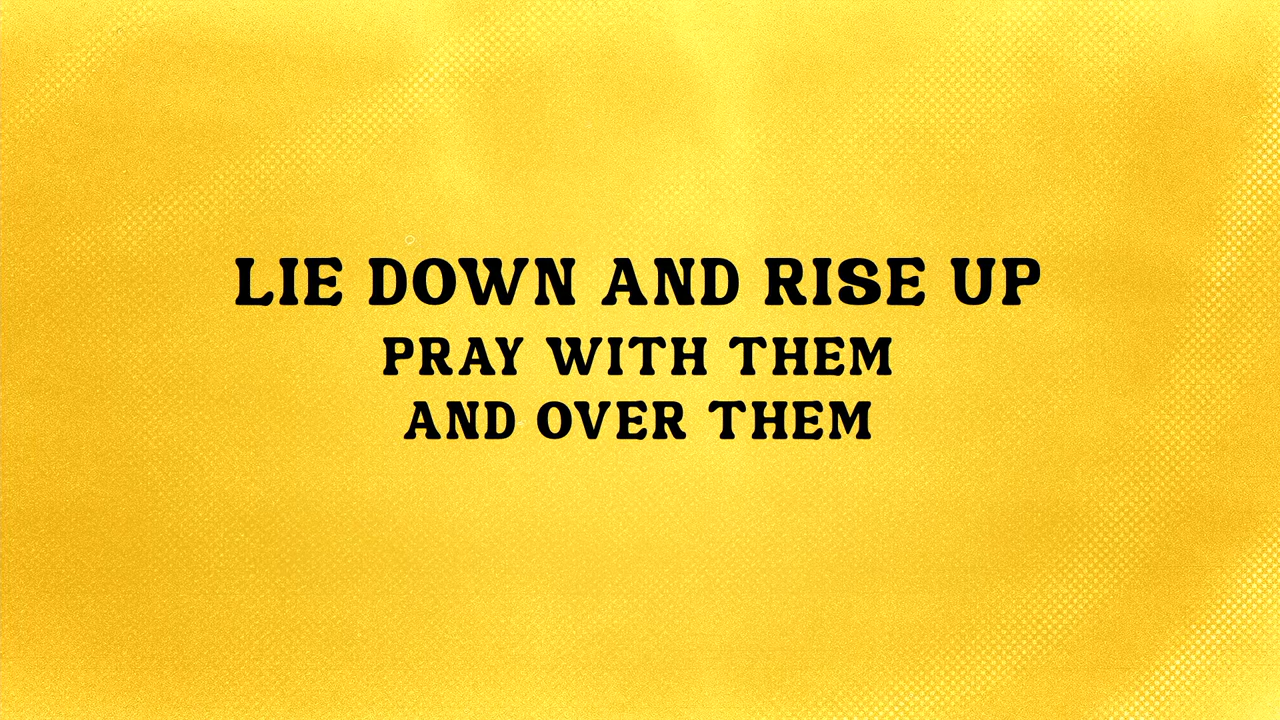 LIE DOWN AND RISE UP
PRAY WITH THEM
AND OVER THEM